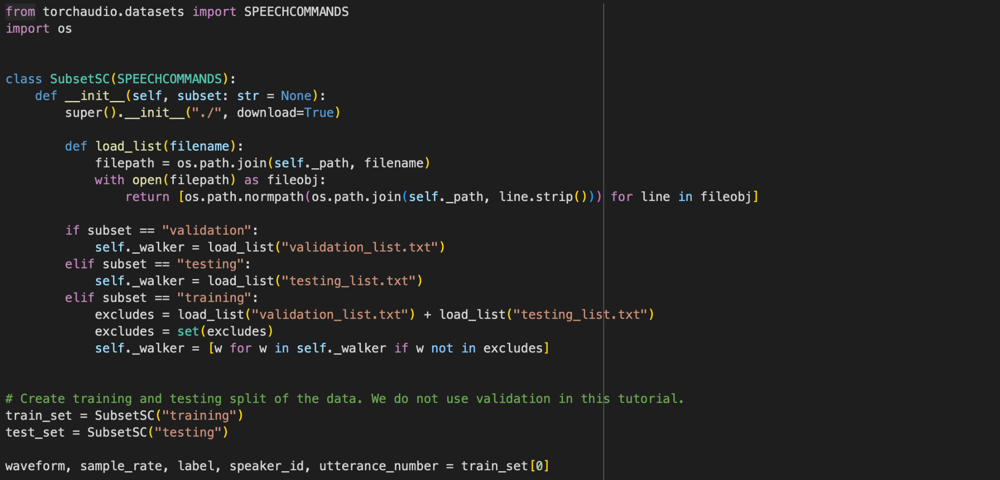 from torchaudio.datasets import SPEECHCOMMANDS
import os
class SubsetSC(SPEECHCOMMANDS):
    def __init__(self, subset: str = None):
        super().__init__("./", download=True)
        def load_list(filename):
            filepath = os.path.join(self._path, filename)
            with open(filepath) as fileobj:
                return [os.path.normpath(os.path.join(self._path, line.strip())) for line in fileobj]
        if subset == "validation":
            self._walker = load_list("validation_list.txt")
        elif subset == "testing":
            self._walker = load_list("testing_list.txt")
        elif subset == "training":
            excludes = load_list("validation_list.txt") + load_list("testing_list.txt")
            excludes = set(excludes)
            self._walker = [w for w in self._walker if w not in excludes]
# Create training and testing split of the data. We do not use validation in this tutorial.
train_set = SubsetSC("training")
test_set = SubsetSC("testing")
waveform, sample_rate, label, speaker_id, utterance_number = train_set[0]